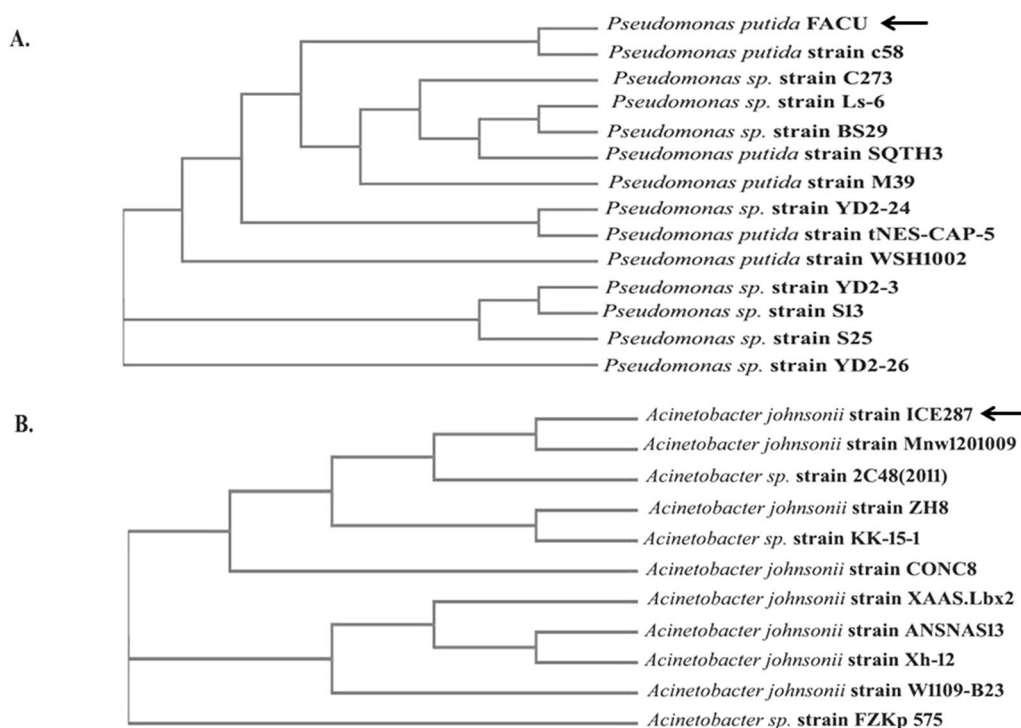 A.
Pseudomonas putida FACU
Pseudomonas putida strain c58
Pseudomonas sp. strain C273
Pseudomonas sp. strain Ls-6
Pseudomonas sp. strain BS29
Pseudomonas putida strain SQTH3
Pseudomonas putida strain M39
Pseudomonas sp. strain YD2-24
Pseudomonas putida strain tNES-CAP-5
Pseudomonas putida strain WSH1002
Pseudomonas sp. strain YD2-3
Pseudomonas sp. strain S13
Pseudomonas sp. strain S25
Pseudomonas sp. strain YD2-26
B.
Acinetobacter johnsonii strain ICE287
Acinetobacter johnsonii strain Mnw1201009
Acinetobacter sp. strain 2C48(2011)
Acinetobacter johnsonii strain ZH8
Acinetobacter sp. strain KK-15-1
Acinetobacter johnsonii strain CONC8
Acinetobacter johnsonii strain XAAS.Lbx2
Acinetobacter johnsonii strain ANSNAS13
Acinetobacter johnsonii strain Xh-12
Acinetobacter johnsonii strain W1109-B23
Acinetobacter sp. strain FZKp 575